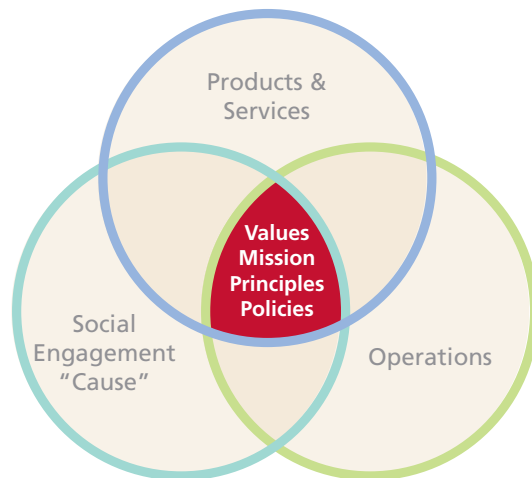 Products &
Services
Values
Mission
Principles
Policies
Social
Engagement
“Cause”
Operations